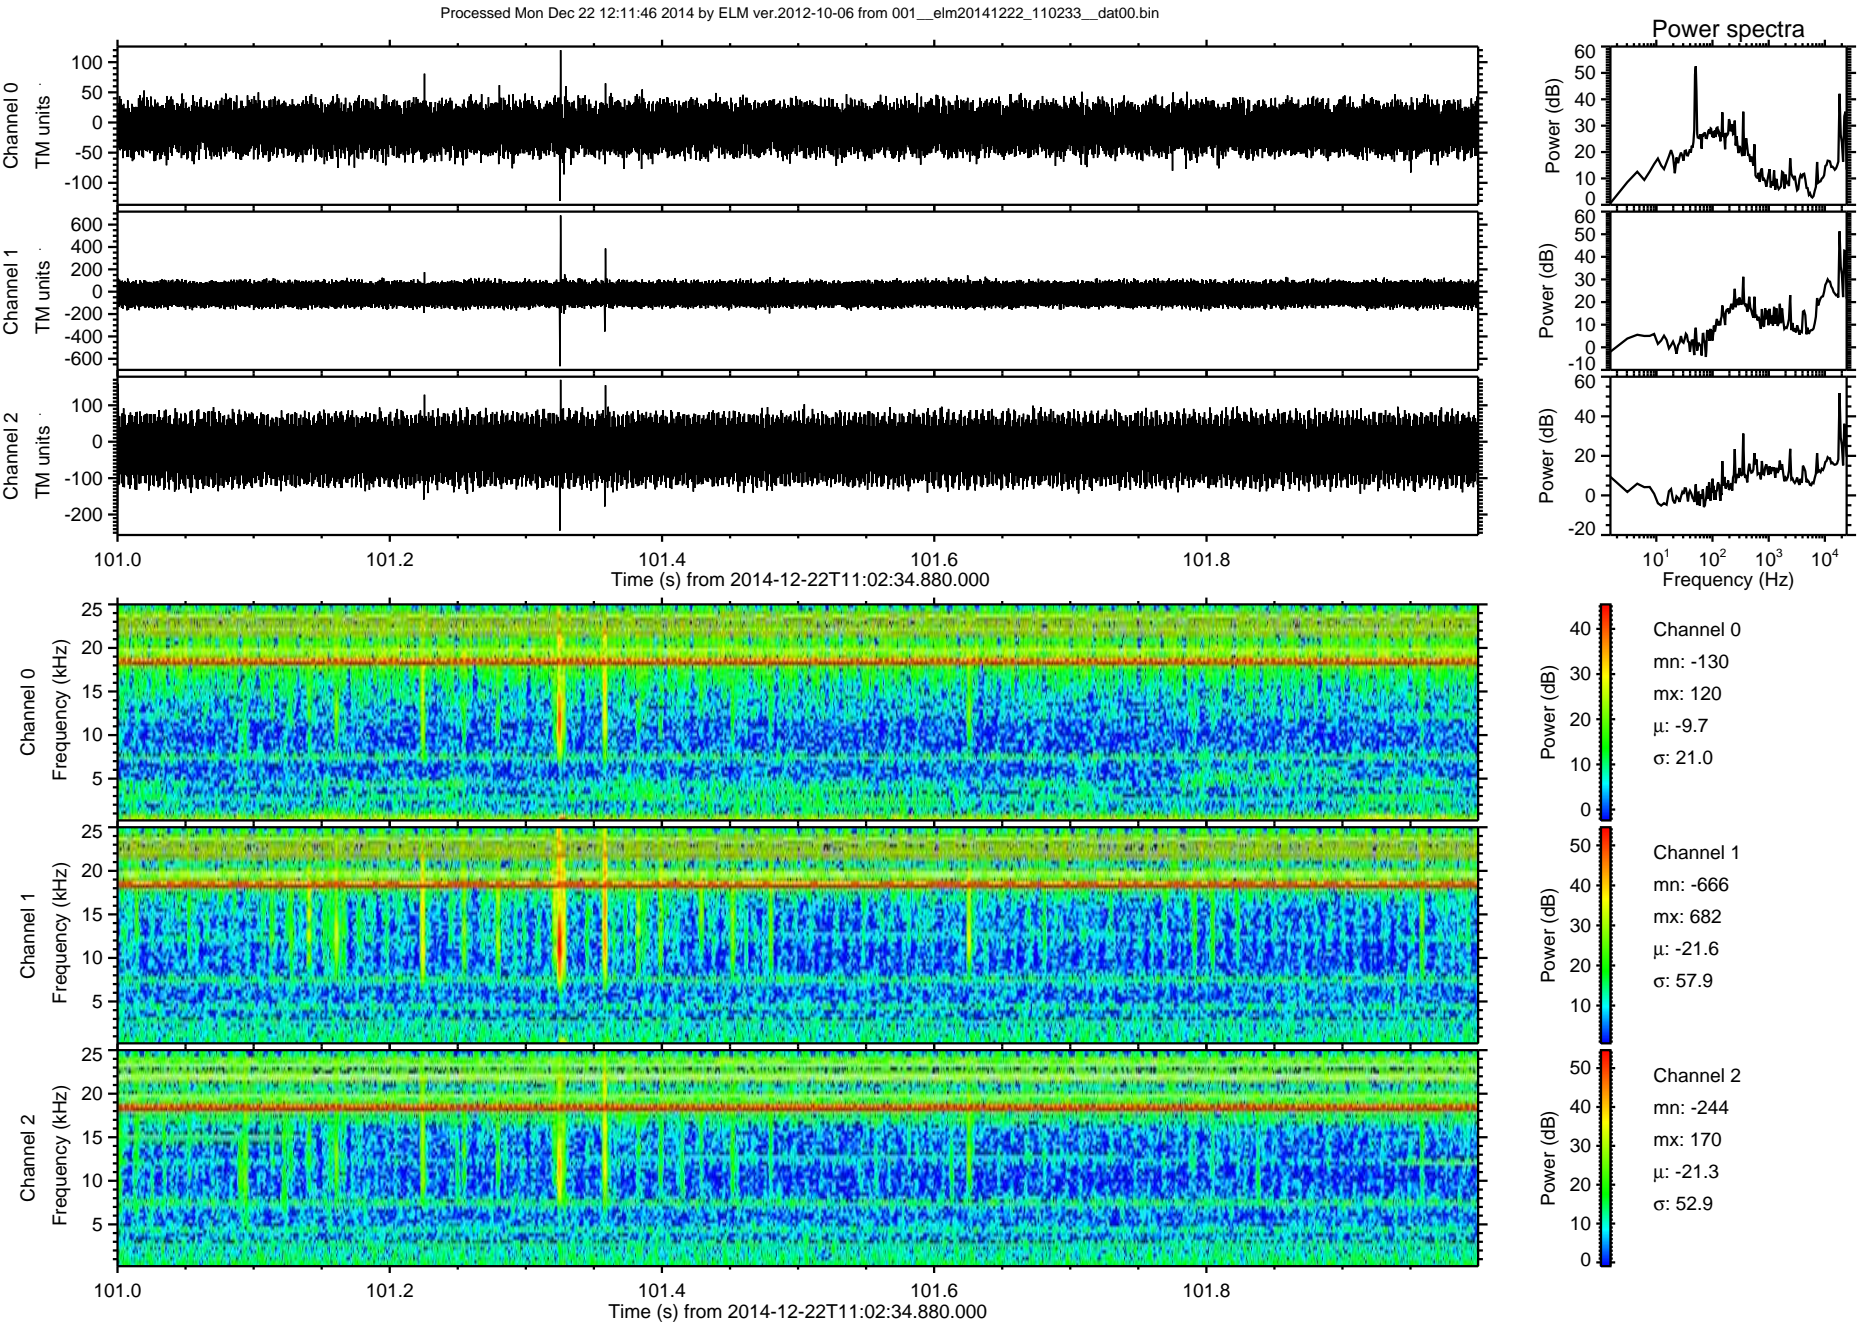 Processed Mon Dec 22 12:11:46 2014 by ELM ver.2012-10-06 from 001__elm20141222_110233__dat00.bin
Power spectra
Channel 0
TM units
100
50
0
-50
-100
Power (dB)
60
50
40
30
20
10
0
Channel 1
TM units
600
400
200
0
-200
-400
-600
Power (dB)
60
50
40
30
20
10
0
-10
Channel 2
TM units
100
0
-100
-200
Power (dB)
60
40
20
0
-20
101.0 101.2 101.4 101.6 101.8
Time (s) from 2014-12-22T11:02:34.880.000
10^1 10^2 10^3 10^4
Frequency (Hz)
Channel 0
Frequency (kHz)
25
20
15
10
5
Power (dB)
40
30
20
10
0
Channel 0
mn: -130
mx: 120
μ: -9.7
σ: 21.0
Channel 1
Frequency (kHz)
25
20
15
10
5
Power (dB)
50
40
30
20
10
Channel 1
mn: -666
mx: 682
μ: -21.6
σ: 57.9
Channel 2
Frequency (kHz)
25
20
15
10
5
Power (dB)
50
40
30
20
10
0
Channel 2
mn: -244
mx: 170
μ: -21.3
σ: 52.9
101.0 101.2 101.4 101.6 101.8
Time (s) from 2014-12-22T11:02:34.880.000